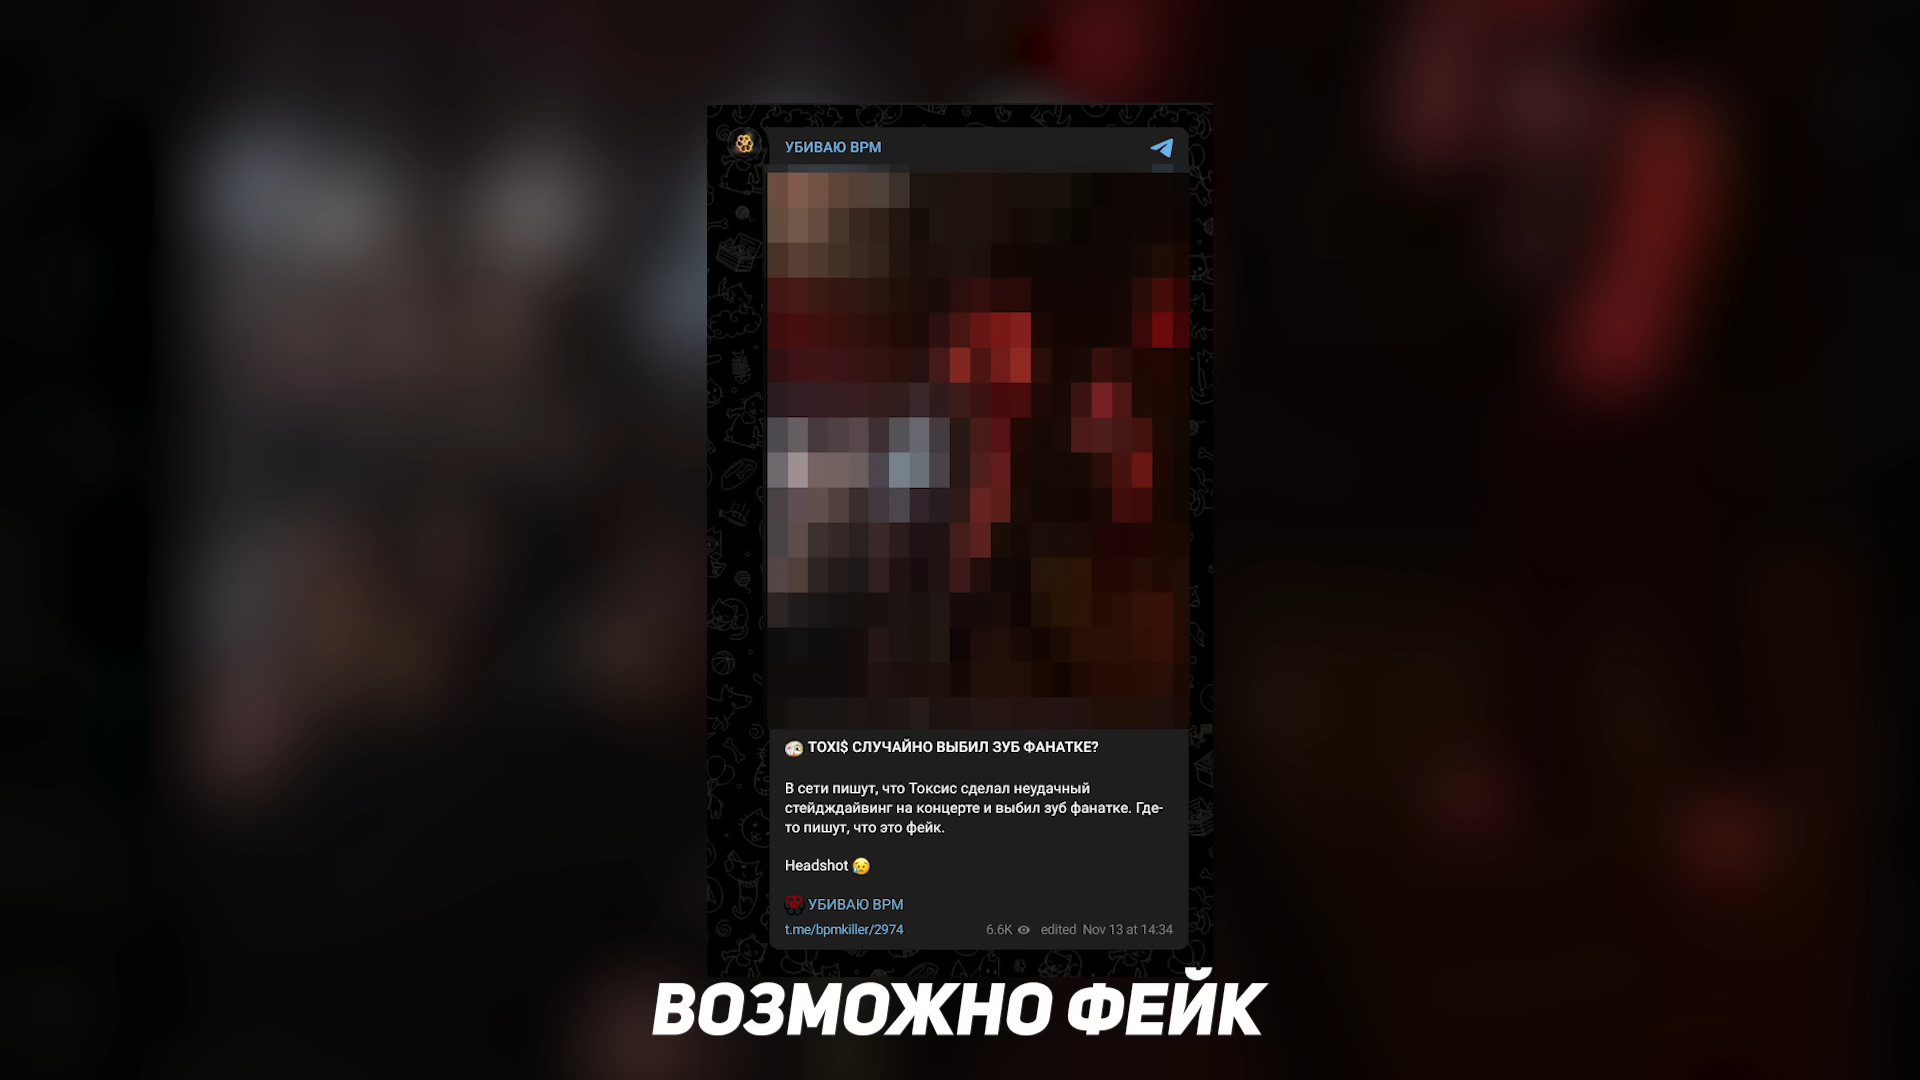 УБИВАЮ BPM
TOXI$ СЛУЧАЙНО ВЫБИЛ ЗУБ ФАНАТКЕ?
В сети пишут, что Токсис сделал неудачный
стейдждайвинг на концерте и выбил зуб фанатке. Где-
то пишут, что это фейк.
Headshot 😥
УБИВАЮ BPM
t.me/bpmkiller/2974 6.6K edited Nov 13 at 14:34
ВОЗМОЖНО ФЕЙК